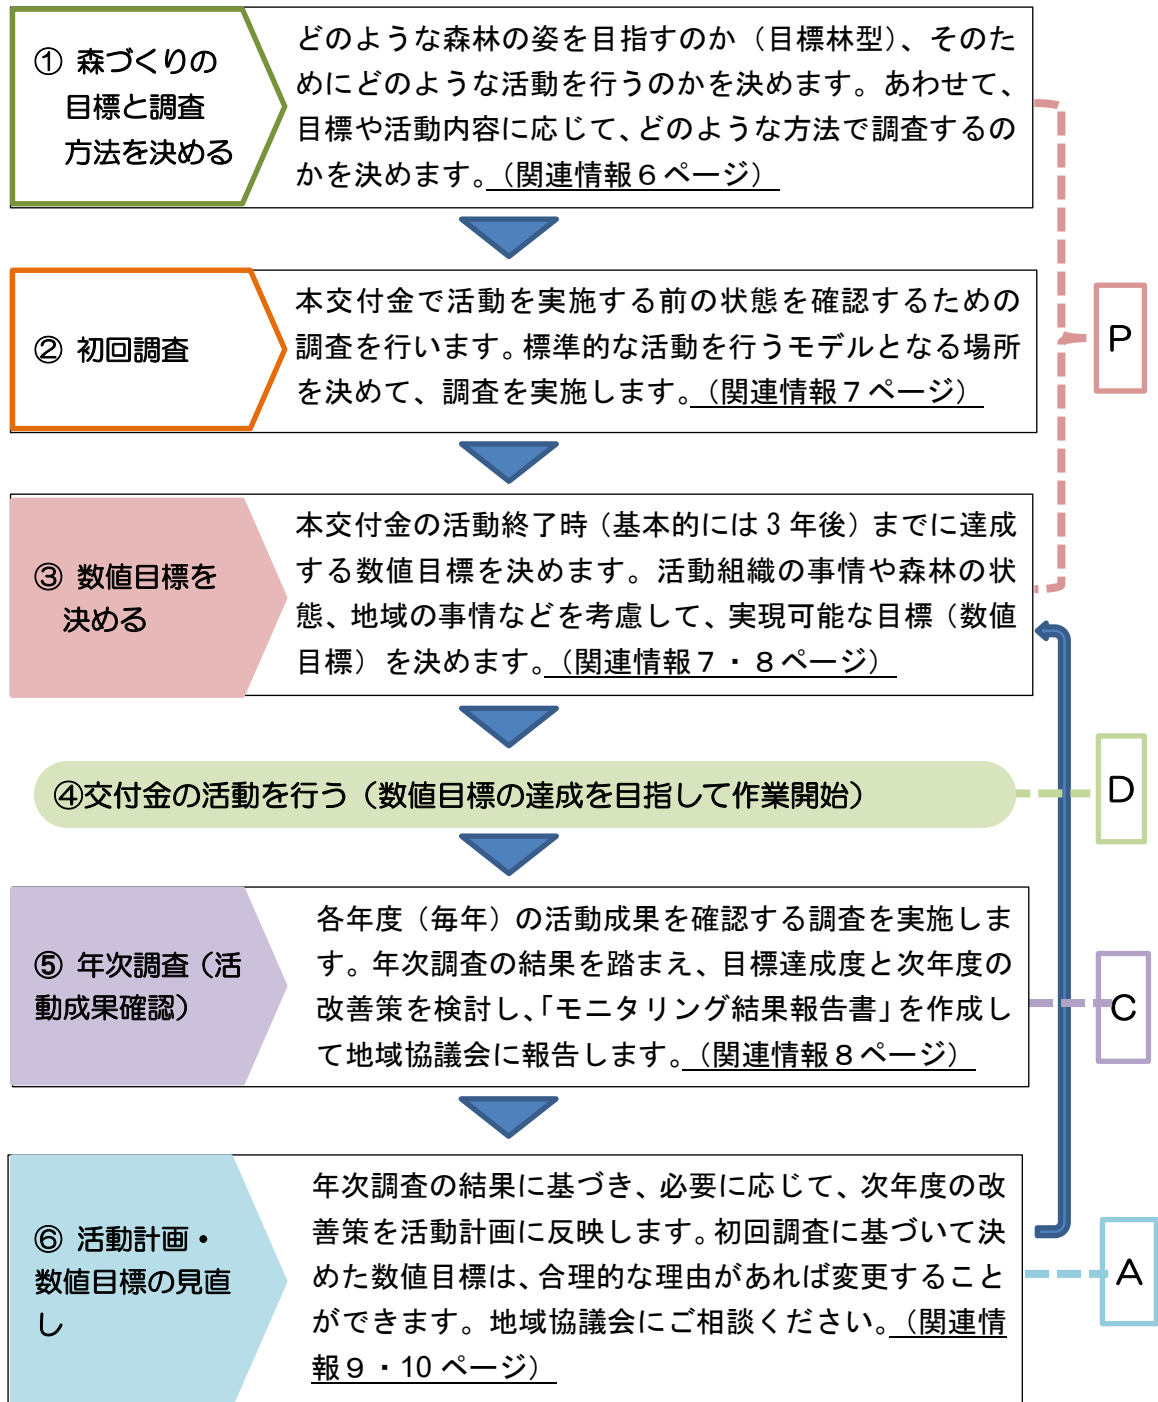 ① 森づくりの
目標と調査
方法を決める
どのような森林の姿を目指すのか（目標林型）、そのた
めにどのような活動を行うのかを決めます。あわせて、
目標や活動内容に応じて、どのような方法で調査するの
かを決めます。（関連情報６ページ）
② 初回調査
本交付金で活動を実施する前の状態を確認するための
調査を行います。標準的な活動を行うモデルとなる場所
を決めて、調査を実施します。（関連情報７ページ）
P
③ 数値目標を
決める
本交付金の活動終了時（基本的には３年後）までに達成
する数値目標を決めます。活動組織の事情や森林の状
態、地域の事情などを考慮して、実現可能な目標（数値
目標）を決めます。（関連情報７・８ページ）
④交付金の活動を行う（数値目標の達成を目指して作業開始）
D
⑤ 年次調査（活
動成果確認）
各年度（毎年）の活動成果を確認する調査を実施しま
す。年次調査の結果を踏まえ、目標達成度と次年度の
改善策を検討し、「モニタリング結果報告書」を作成し
て地域協議会に報告します。（関連情報８ページ）
C
⑥ 活動計画・
数値目標の見直
し
年次調査の結果に基づき、必要に応じて、次年度の改
善策を活動計画に反映します。初回調査に基づいて決
めた数値目標は、合理的な理由があれば変更すること
ができます。地域協議会にご相談ください。（関連情
報９・10 ページ）
A